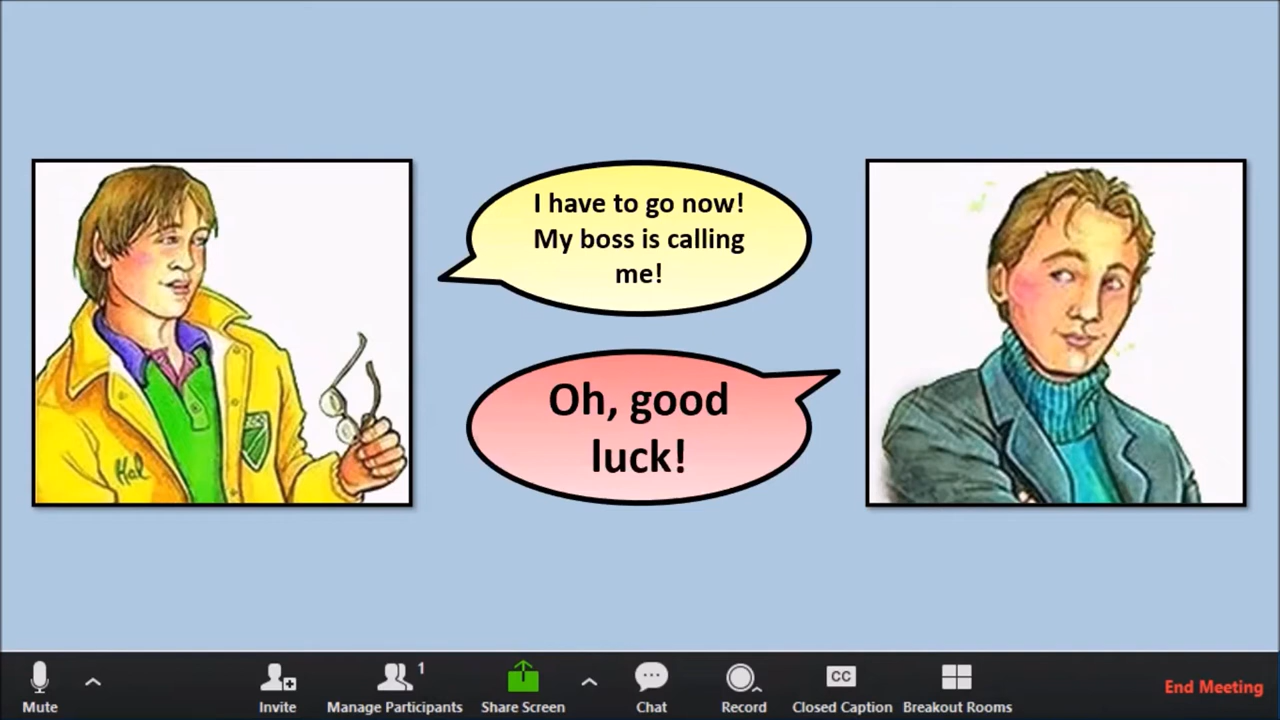 I have to go now!
My boss is calling
me!
Oh, good
luck!
Hal
1
CC
Mute
Invite
Manage Participants
Share Screen
Chat
Record
Closed Caption
Breakout Rooms
End Meeting